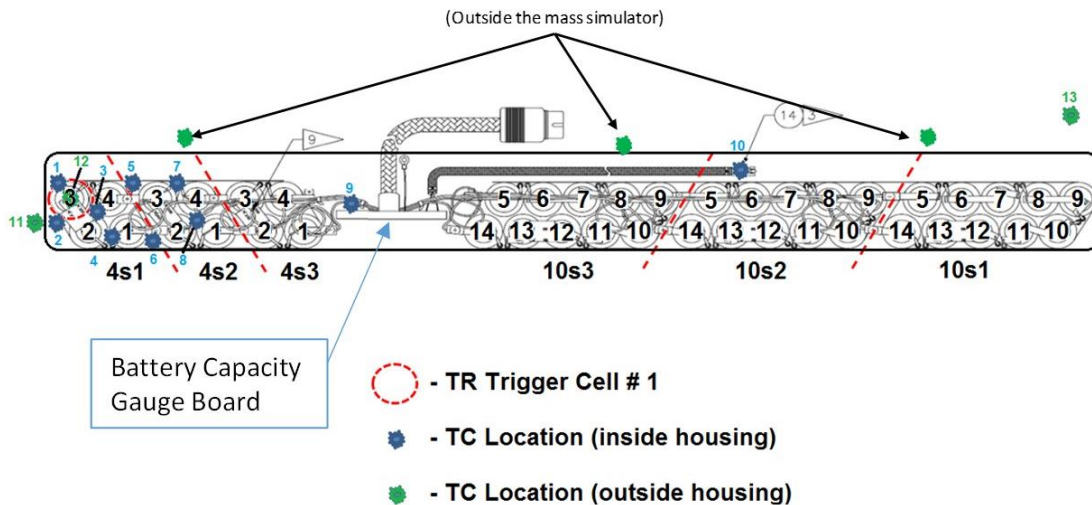 (Outside the mass simulator)
13
9
14 3
10
1 12 3 5 7
3 4 3 4 3 4
9
5 6 7 8 9 5 6 7 8 9 5 6 7 8 9
11
2
2 1 2 1 2 1
14 13 -12 11 10 14 13 -12 11 10 14 13 -12 11 10
4 6 8
4s1 4s2 4s3 10s3 10s2 10s1
Battery Capacity
Gauge Board
- TR Trigger Cell # 1
- TC Location (inside housing)
- TC Location (outside housing)